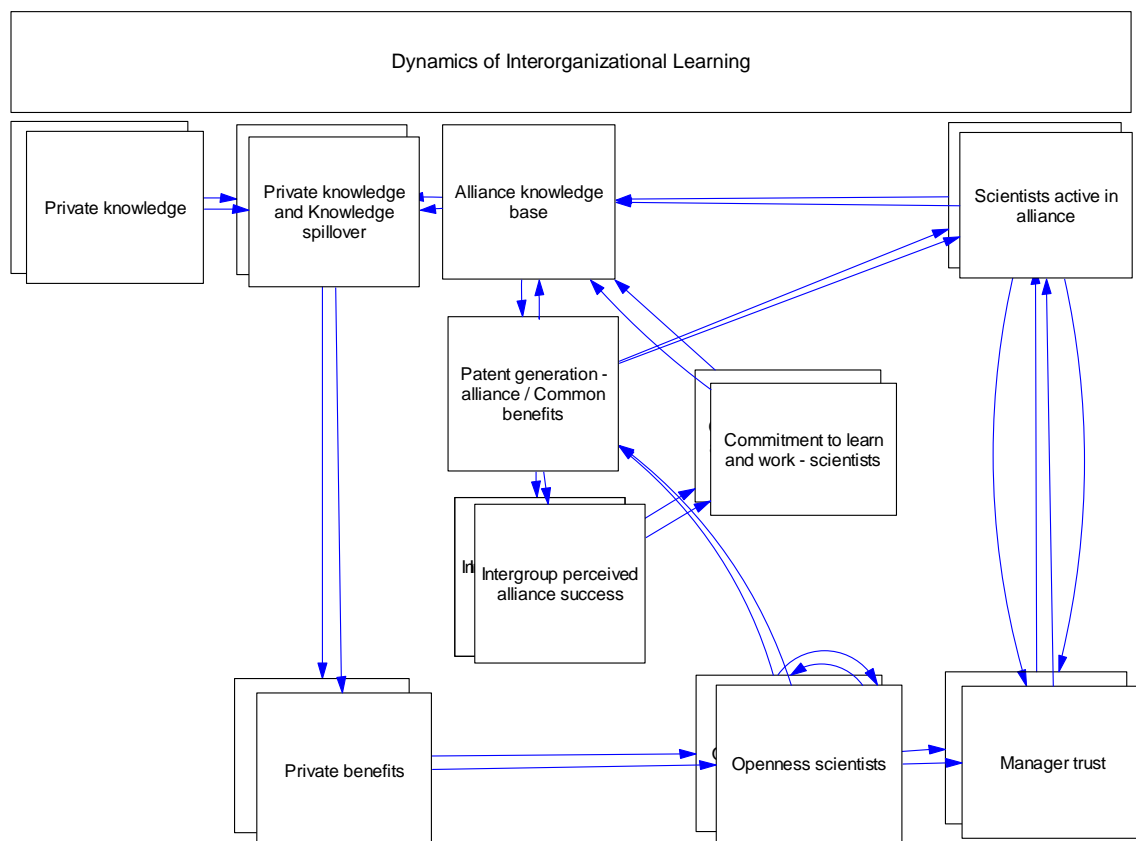 Dynamics of Interorganizational Learning
Private knowledge
Private knowledge
and Knowledge
spillover
Alliance knowledge
base
Scientists active in
alliance
Patent generation -
alliance / Common
benefits
Commitment to learn
and work - scientists
Intergroup perceived
alliance success
Private benefits
Openness scientists
Manager trust